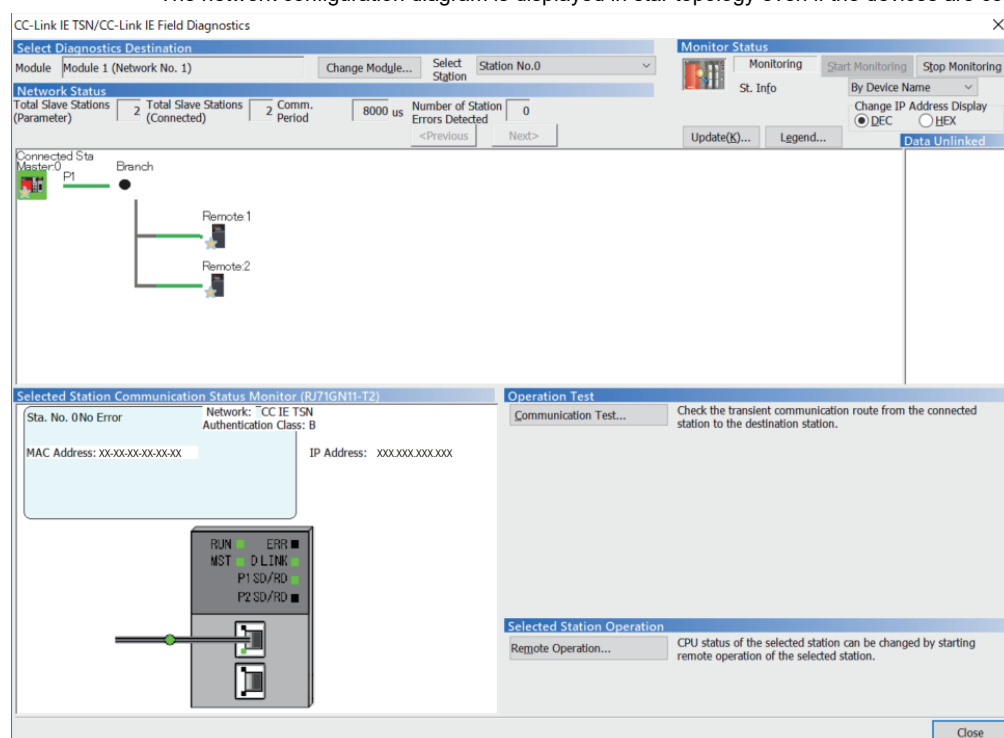 The network configuration diagram is displayed in star topology even if the devices are
CC-Link IE TSN/CC-Link IE Field Diagnostics
Select Diagnostics Destination
Monitor Status
Module Module 1 (Network No. 1) Change Module... Select Station Station No.0
Monitoring Start Monitoring Stop Monitoring
St. Info By Device Name
Network Status
Total Slave Stations (Parameter) 2 Total Slave Stations (Connected) 2 Comm. Period 8000 us Number of Station Errors Detected 0
Change IP Address Display
DEC HEX
<Previous Next>
Update(K)... Legend...
Data Unlinked
Connected Sta
Master:0
P1
Branch
Remote:1
Remote:2
Selected Station Communication Status Monitor (RJ71GN11-T2)
Sta. No. 0 No Error
Network: CC IE TSN
Authentication Class: B
MAC Address: XX-XX-XX-XX-XX-XX IP Address: XXX.XXX.XXX.XXX
RUN ERR
MST D LINK
P1 SD/RD
P2 SD/RD
Operation Test
Communication Test...
Check the transient communication route from the connected
station to the destination station.
Selected Station Operation
Remote Operation...
CPU status of the selected station can be changed by starting
remote operation of the selected station.
Close